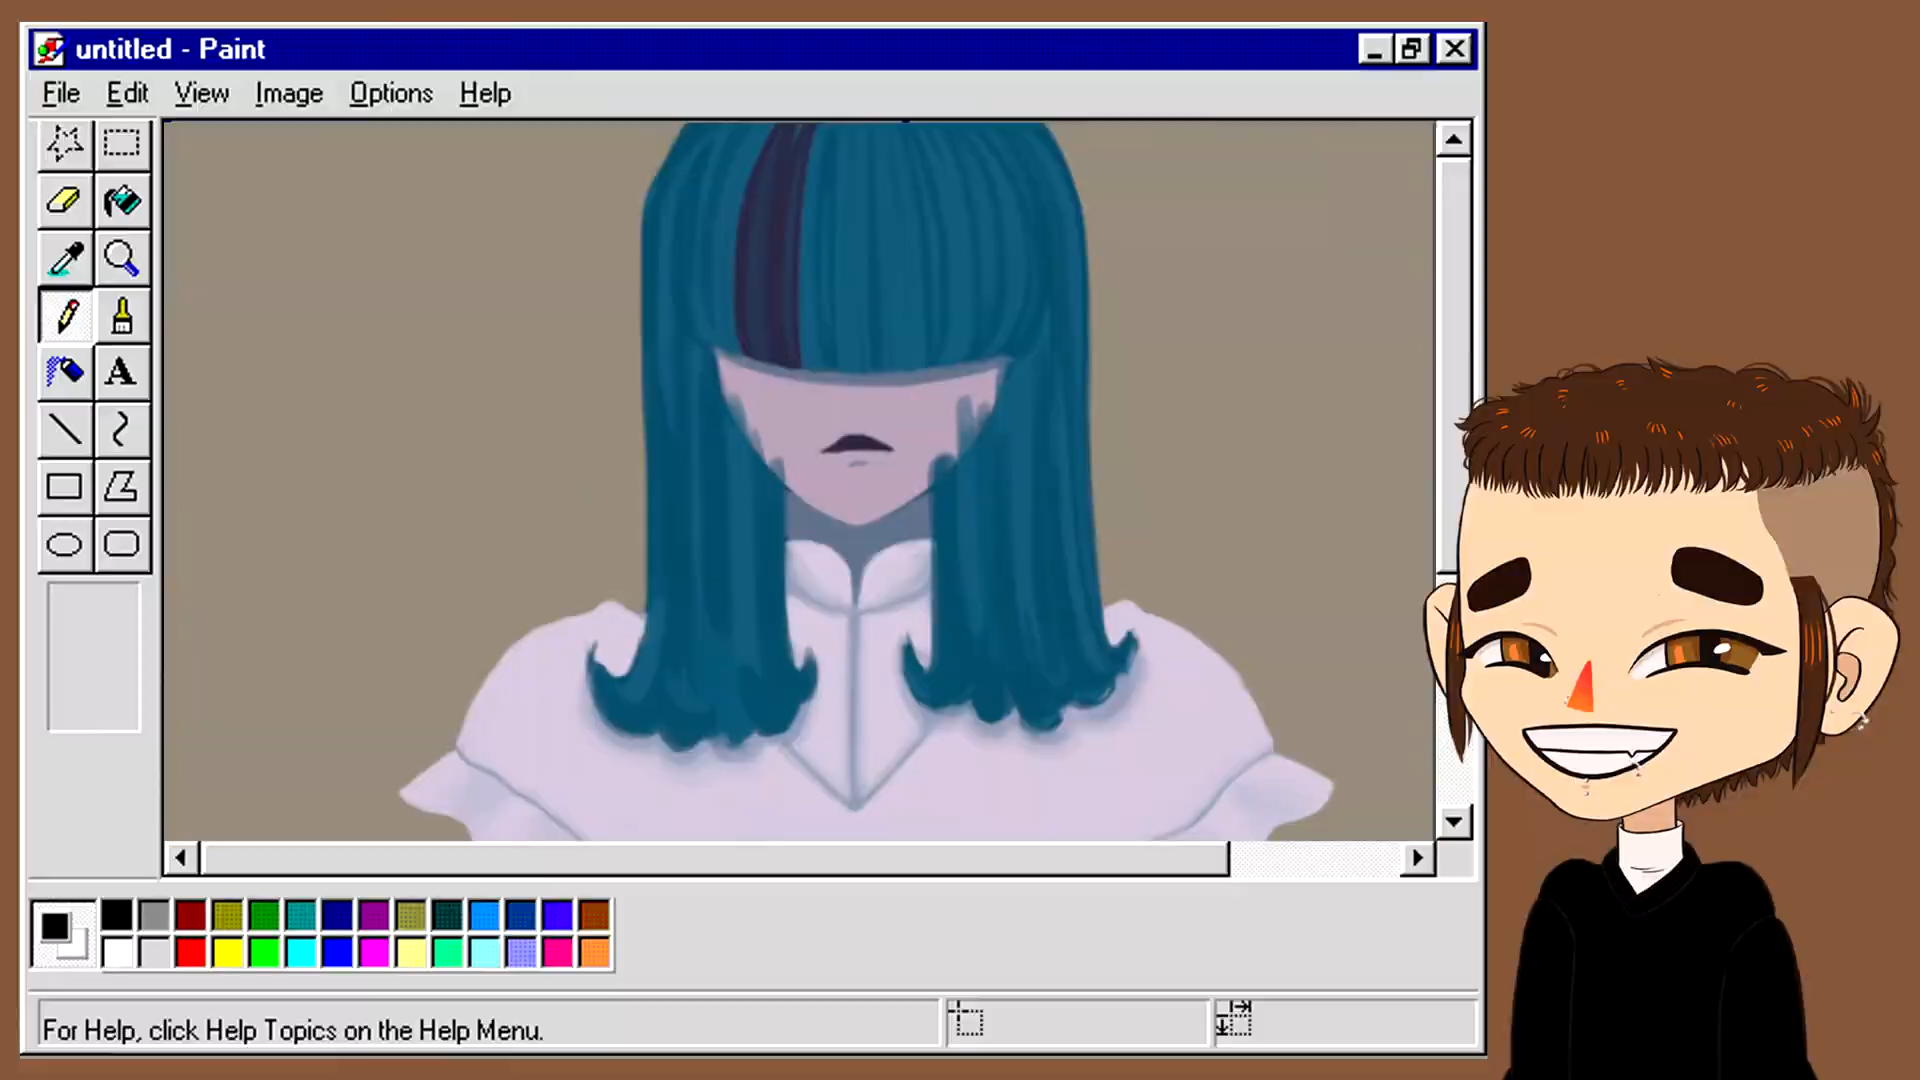 untitled - Paint
File Edit View Image Options Help
A
For Help, click Help Topics on the Help Menu.